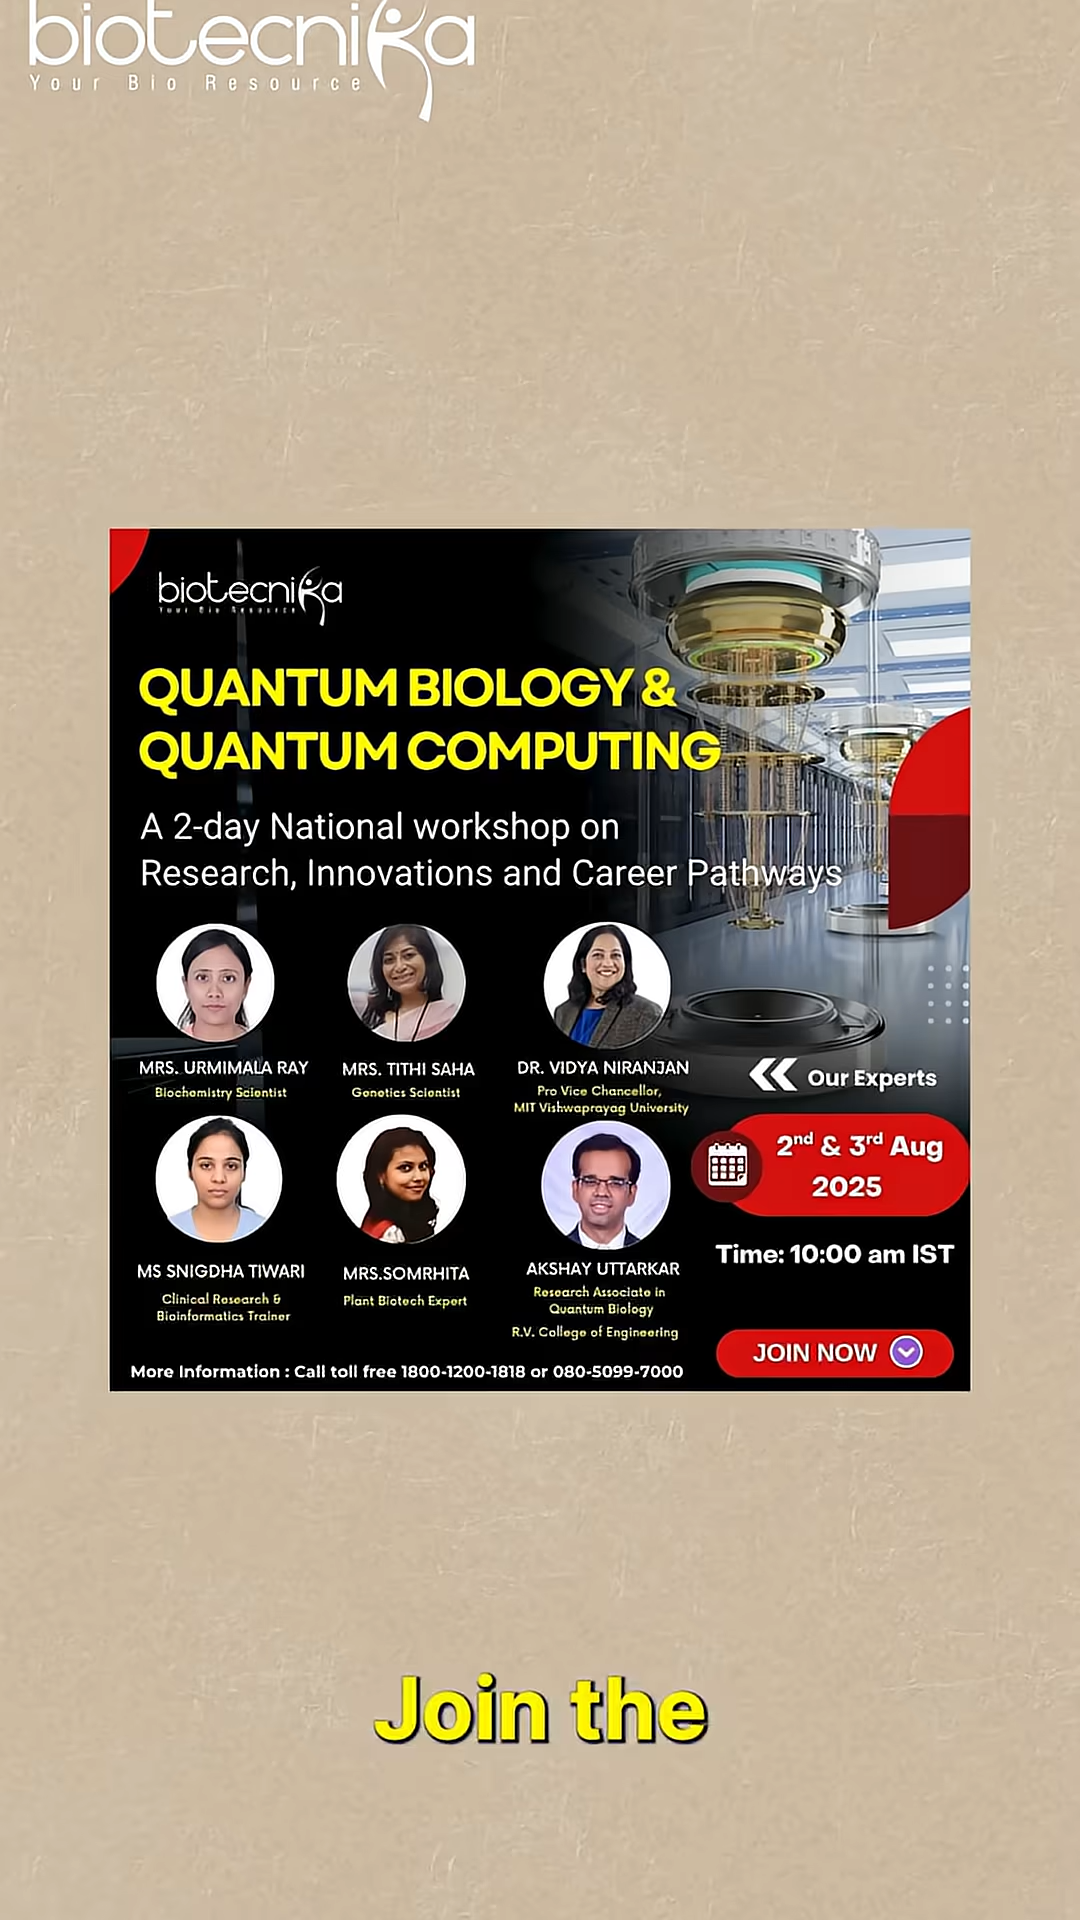 biotecnika
Your Bio Resource
biotecnika
Your Bio Resource
QUANTUM BIOLOGY &
QUANTUM COMPUTING
A 2-day National workshop on
Research, Innovations and Career Pathways
MRS. URMIMALA RAY
Biochemistry Scientist
MRS. TITHI SAHA
Genetics Scientist
DR. VIDYA NIRANJAN
Pro Vice Chancellor,
MIT Vishwaprayag University
Our Experts
2nd & 3rd Aug
2025
Time: 10:00 am IST
MS SNIGDHA TIWARI
Clinical Research &
Bioinformatics Trainer
MRS.SOMRHITA
Plant Biotech Expert
AKSHAY UTTARKAR
Research Associate in
Quantum Biology
R.V. College of Engineering
JOIN NOW
More Information : Call toll free 1800-1200-1818 or 080-5099-7000
Join the